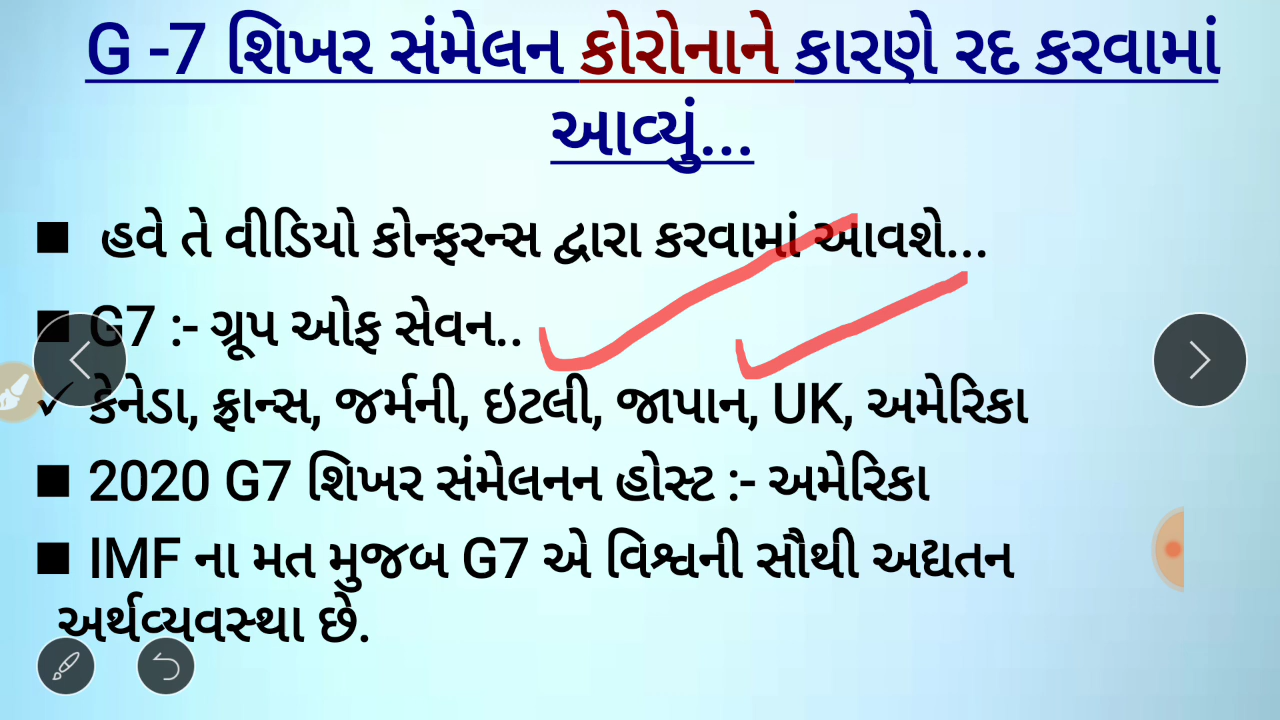 G -7 શિખર સંમેલન કોરોનાને કારણે રદ કરવામાં
આવ્યું...
■ હવે તે વીડિયો કોન્ફરન્સ દ્વારા કરવામાં આવશે...
■ G7 :- ગ્રૂપ ઓફ સેવન..
✓ કેનેડા, ફ્રાન્સ, જર્મની, ઇટલી, જાપાન, UK, અમેરિકા
■ 2020 G7 શિખર સંમેલનન હોસ્ટ :- અમેરિકા
■ IMF ના મત મુજબ G7 એ વિશ્વની સૌથી અદ્યતન
અર્થવ્યવસ્થા છે.